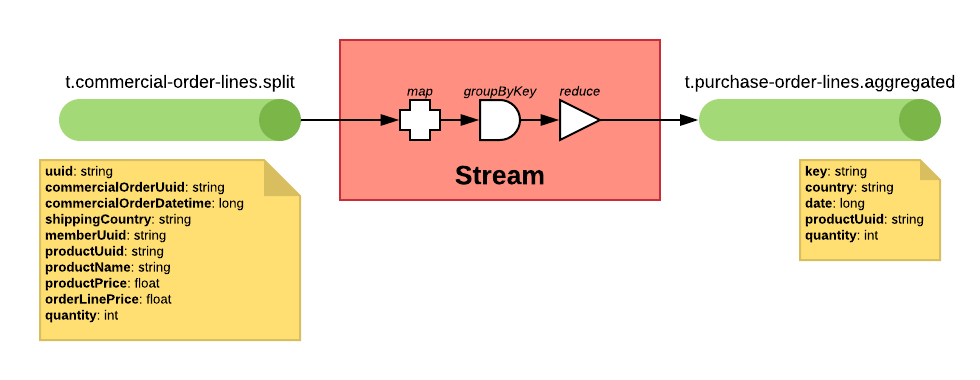 t.commercial-order-lines.split
t.purchase-order-lines.aggregated
map
groupByKey
reduce
Stream
uuid: string
commercialOrderUuid: string
commercialOrderDatetime: long
shippingCountry: string
memberUuid: string
productUuid: string
productName: string
productPrice: float
orderLinePrice: float
quantity: int
key: string
country: string
date: long
productUuid: string
quantity: int